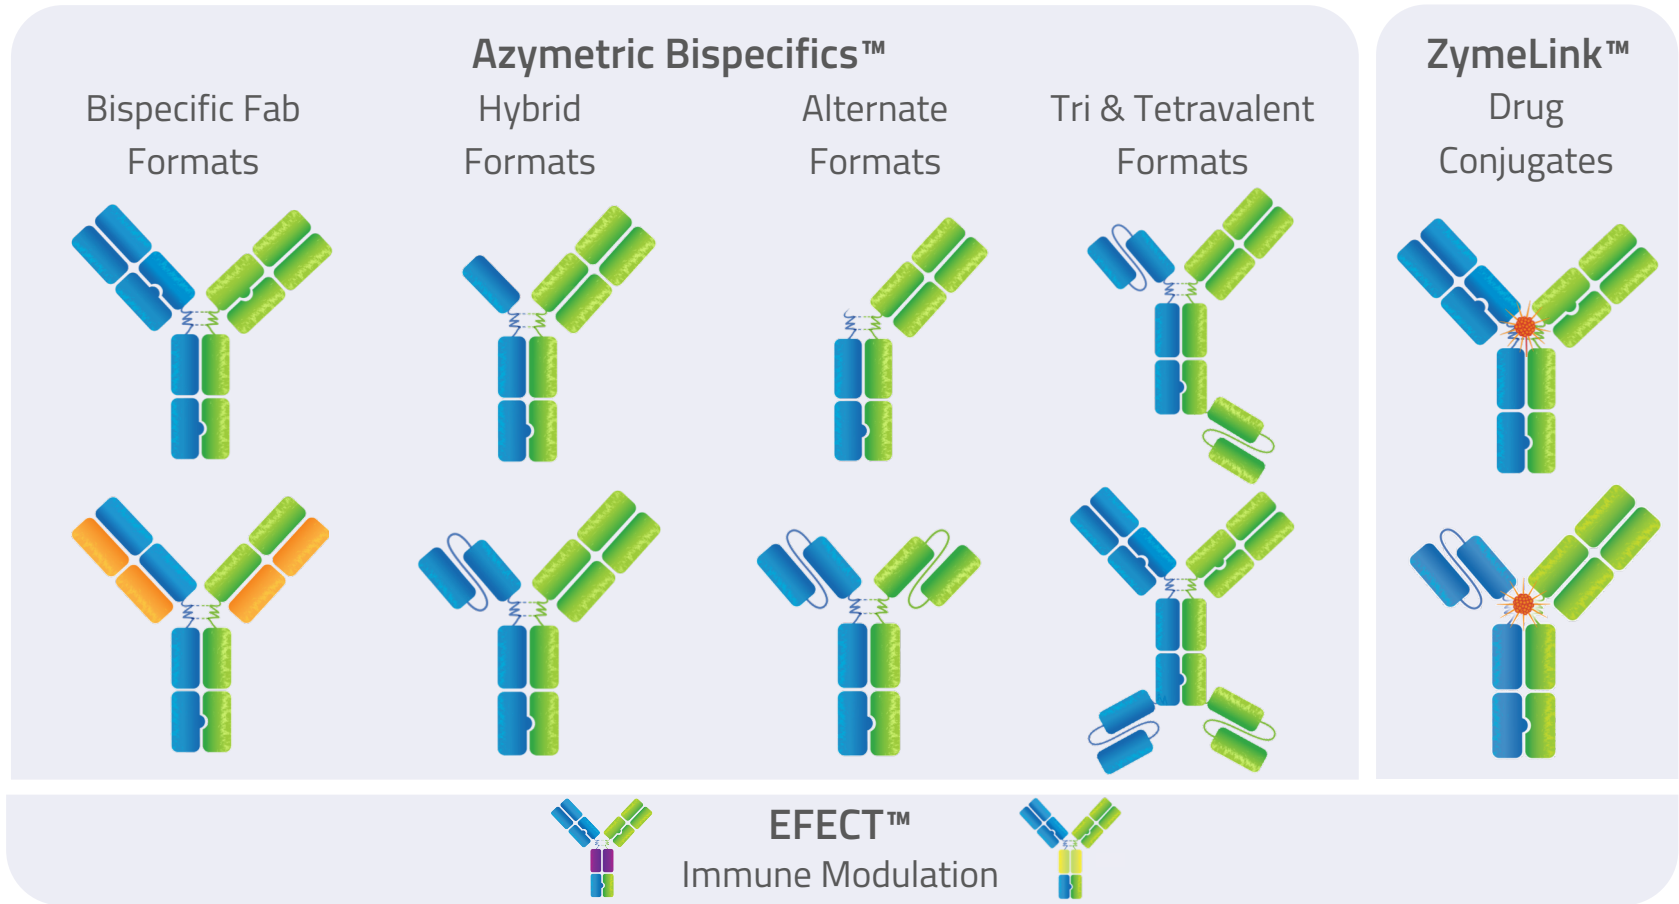 Azymetric Bispecifics™
Bispecific Fab
Formats
Hybrid
Formats
Alternate
Formats
Tri & Tetravalent
Formats
ZymeLink™
Drug
Conjugates
EFECT™
Immune Modulation